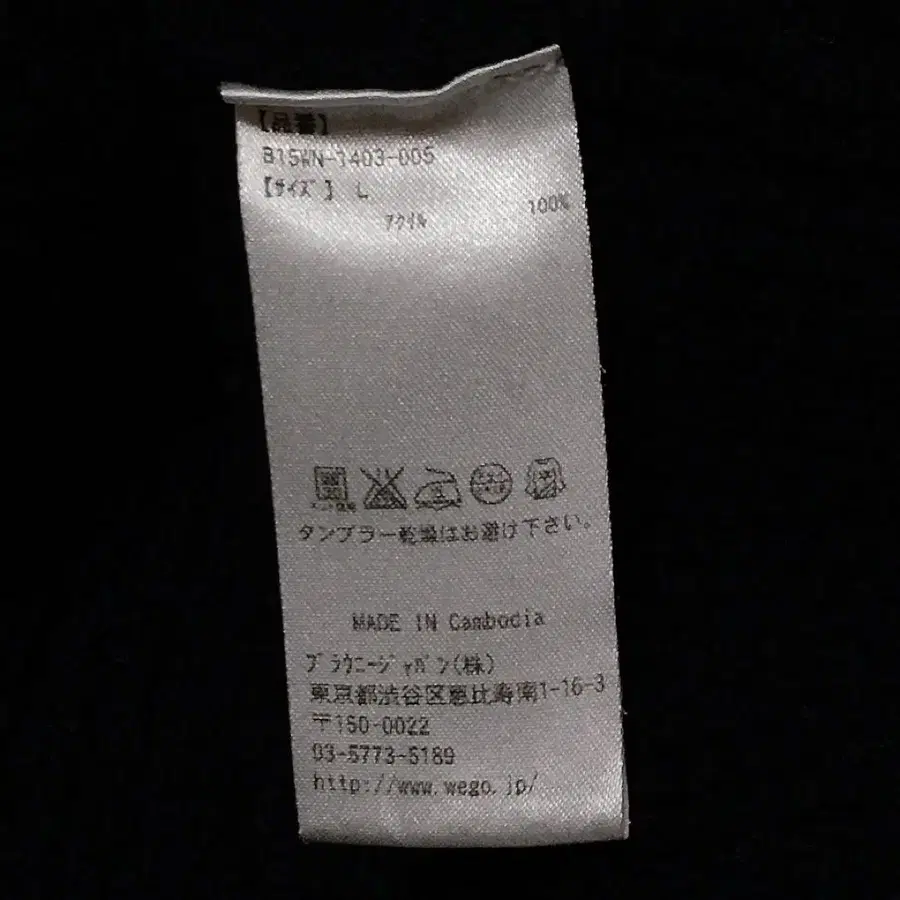 【品番】
B15WN-1403-005
【ｻｲｽﾞ】 L
ｱｸﾘﾙ 100%
タンブラー乾燥はお避け下さい。
MADE IN Cambodia
ﾌﾞﾗｳﾆｰｼﾞｬﾊﾟﾝ(株)
東京都渋谷区恵比寿南1-16-3
〒150-0022
03-5773-5189
http://www.wego.jp/